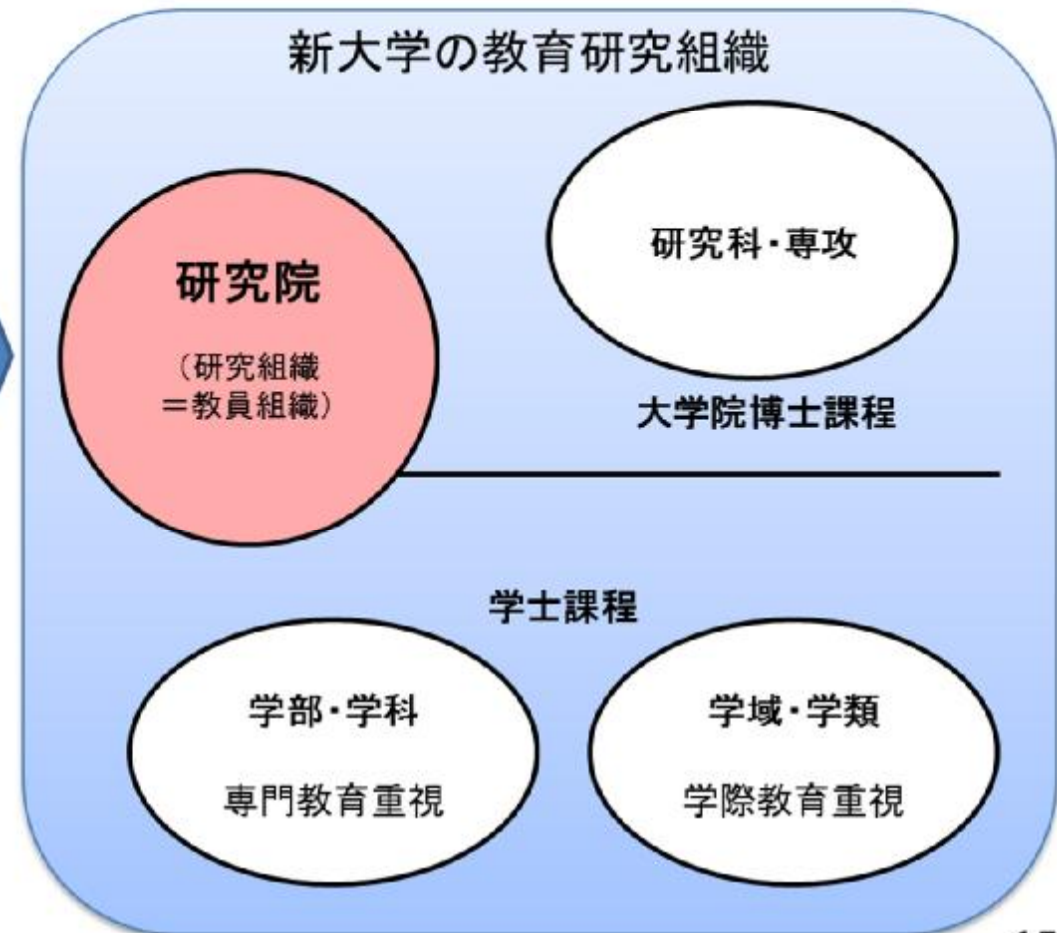 新大学の教育研究組織
研究院
（研究組織
＝教員組織）
研究科・専攻
大学院博士課程
学士課程
学部・学科
専門教育重視
学域・学類
学際教育重視